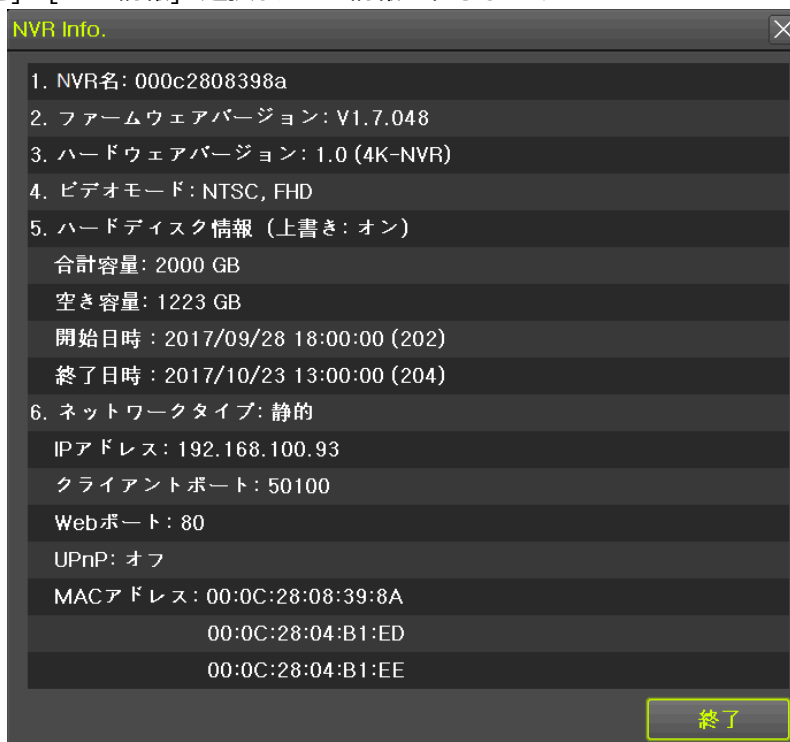 NVR Info.
1. NVR名: 000c2808398a
2. ファームウェアバージョン: V1.7.048
3. ハードウェアバージョン: 1.0 (4K-NVR)
4. ビデオモード: NTSC, FHD
5. ハードディスク情報 (上書き: オン)
合計容量: 2000 GB
空き容量: 1223 GB
開始日時 : 2017/09/28 18:00:00 (202)
終了日時 : 2017/10/23 13:00:00 (204)
6. ネットワークタイプ: 静的
IPアドレス: 192.168.100.93
クライアントポート: 50100
Webポート: 80
UPnP: オフ
MACアドレス: 00:0C:28:08:39:8A
00:0C:28:04:B1:ED
00:0C:28:04:B1:EE
終了